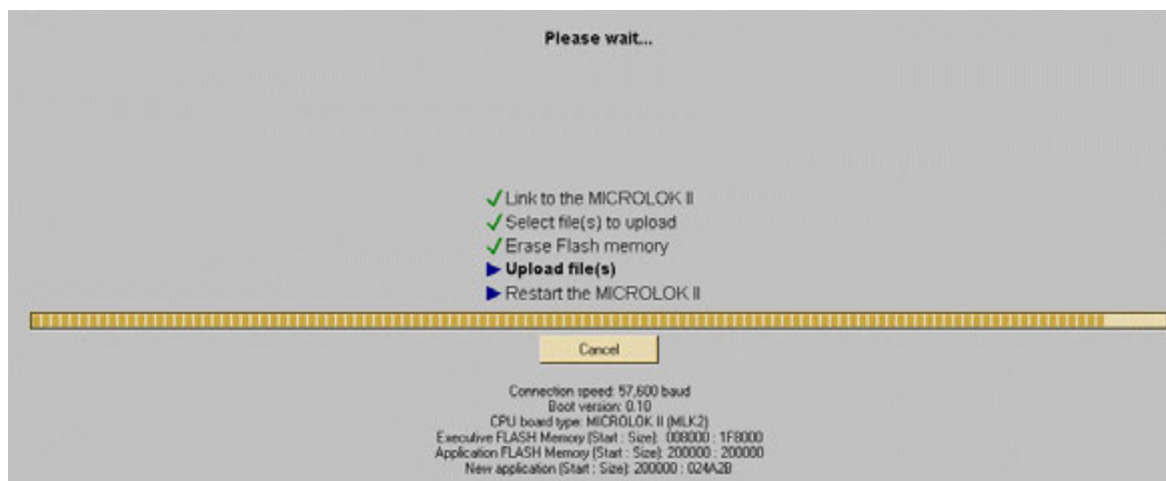 Please wait...
Link to the MICROLOK II
Select file(s) to upload
Erase Flash memory
Upload file(s)
Restart the MICROLOK II
Cancel
Connection speed: 57,600 baud
Boot version: 0.10
CPU board type: MICROLOK II (MLK2)
Executive FLASH Memory (Start : Size): 008000 : 1F8000
Application FLASH Memory (Start : Size): 200000 : 200000
New application (Start : Size): 200000 : 024A2B